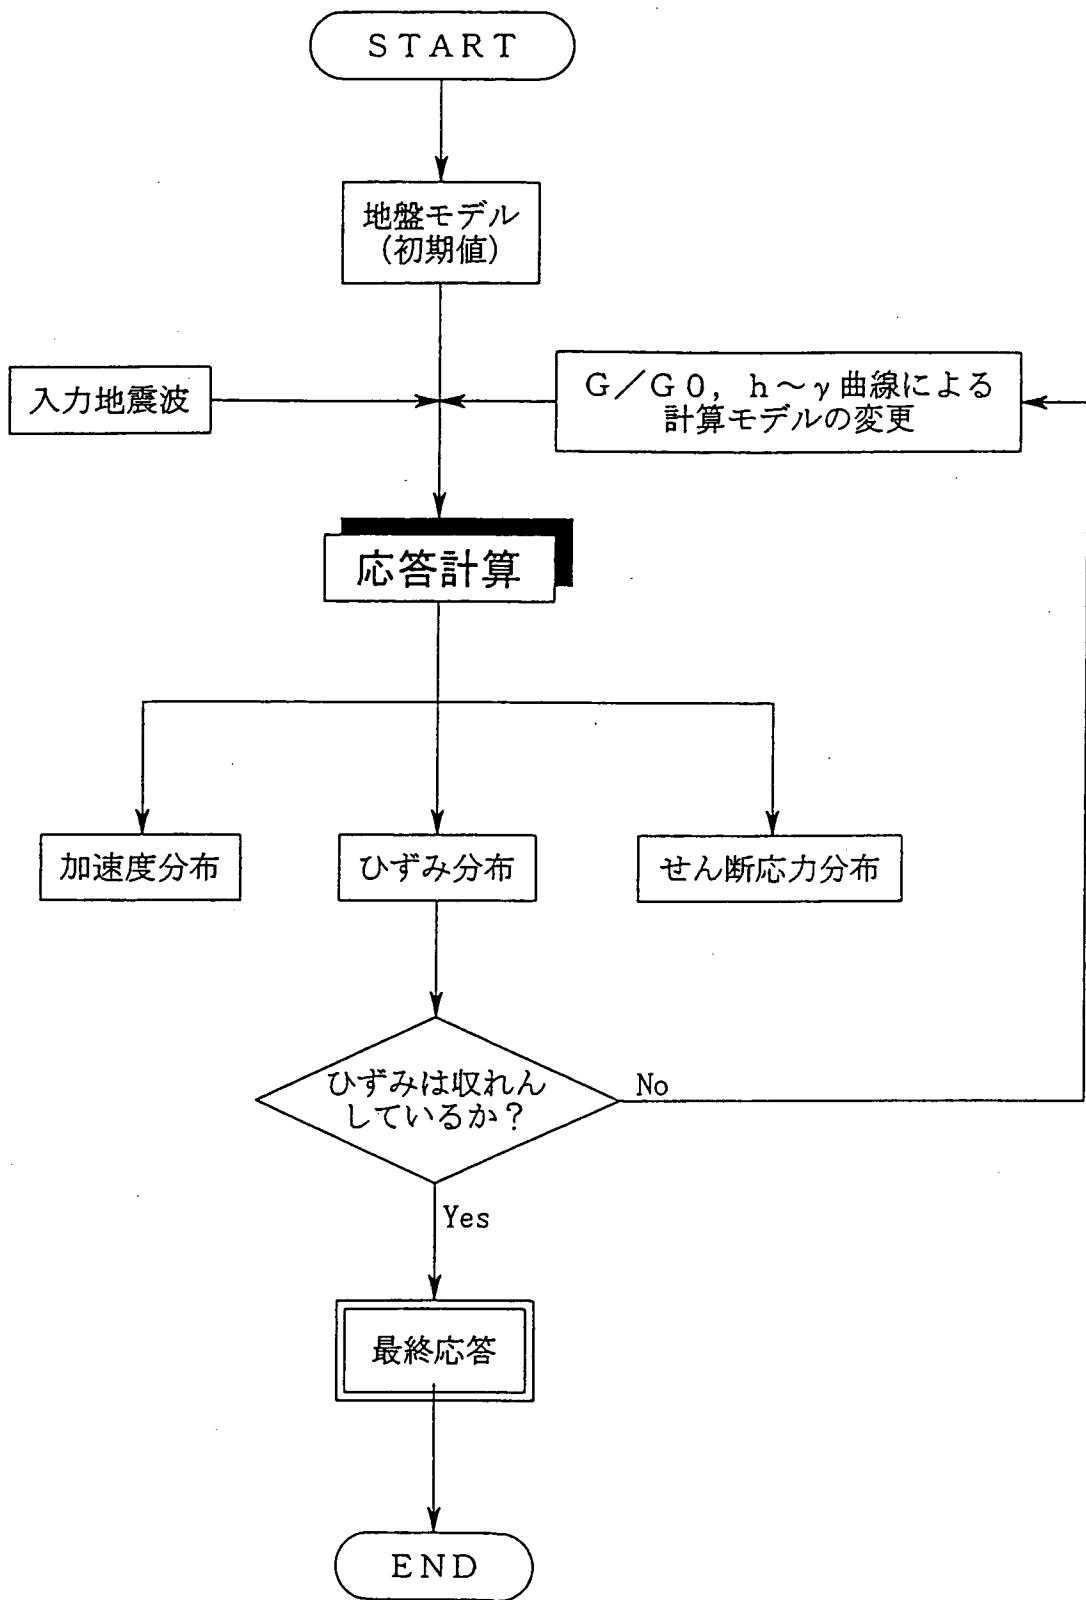 START
地盤モデル
(初期値)
入力地震波
G／G0，h～γ曲線による
計算モデルの変更
応答計算
加速度分布
ひずみ分布
せん断応力分布
ひずみは収れん
しているか？
No
Yes
最終応答
END